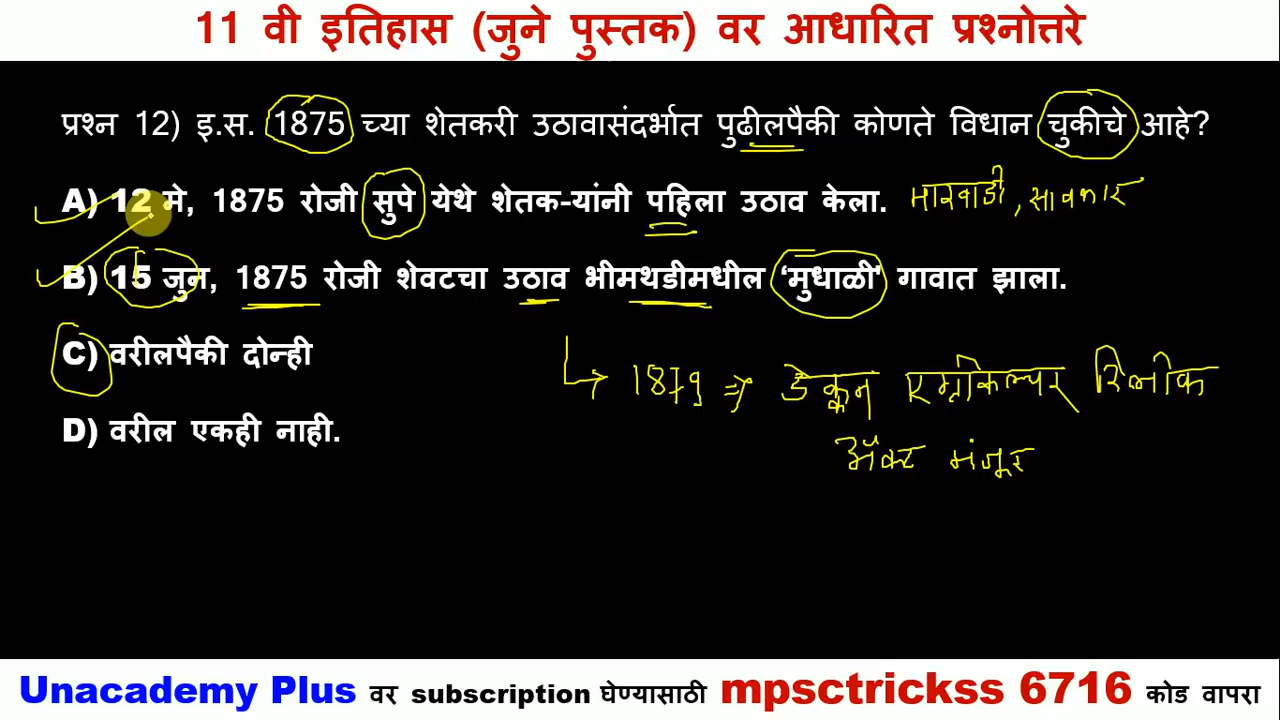 11 वी इतिहास (जुने पुस्तक) वर आधारित प्रश्नोत्तरे
प्रश्न 12) इ.स. 1875 च्या शेतकरी उठावासंदर्भात पुढीलपैकी कोणते विधान चुकीचे आहे?
A) 12 मे, 1875 रोजी सुपे येथे शेतक-यांनी पहिला उठाव केला. मारवाडी, सावकार
B) 15 जुन, 1875 रोजी शेवटचा उठाव भीमथडीमधील 'मुधाळी' गावात झाला.
C) वरीलपैकी दोन्ही
→ 1879 ⇒ डेक्कन एग्रीकल्चर रिलीफ
D) वरील एकही नाही.
ॲक्ट मंजूर
Unacademy Plus वर subscription घेण्यासाठी mpsctrickss 6716 कोड वापरा